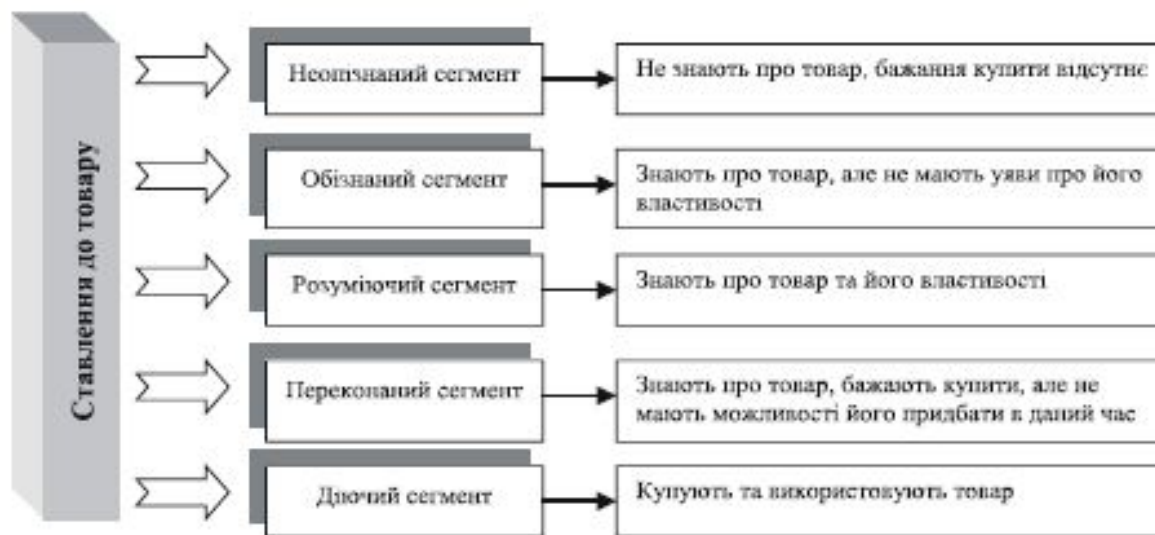 Ставлення до товару
Неопізнаний сегмент
Не знають про товар, бажання купити відсутнє
Обізнаний сегмент
Знають про товар, але не мають уяви про його
властивості
Розуміючий сегмент
Знають про товар та його властивості
Переконаний сегмент
Знають про товар, бажають купити, але не
мають можливості його придбати в даний час
Діючий сегмент
Купують та використовують товар